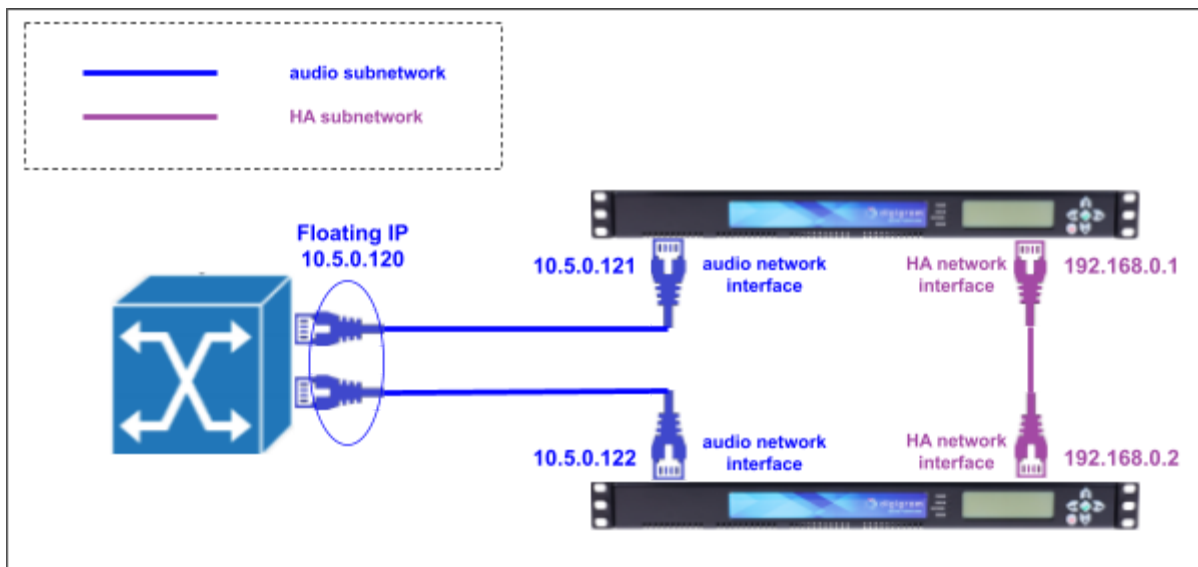 audio subnetwork
HA subnetwork
Floating IP
10.5.0.120
digigram
10.5.0.121
audio network
interface
HA network
interface
192.168.0.1
10.5.0.122
audio network
interface
HA network
interface
192.168.0.2
digigram